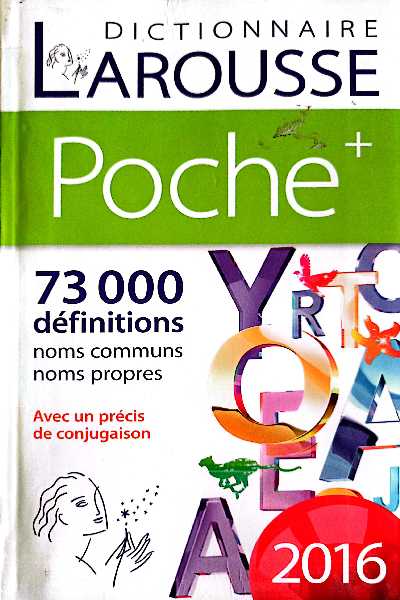 DICTIONNAIRE
LAROUSSE
Poche+
73 000
définitions
noms communs
noms propres
Avec un précis
de conjugaison
Y
R T O
O
Q
A
E
E J
A
2016